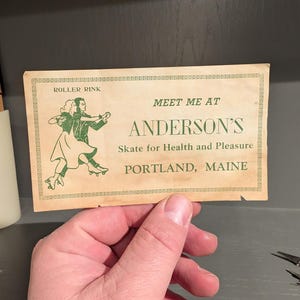 ROLLER RINK
MEET ME AT
ANDERSON'S
Skate for Health and Pleasure
PORTLAND, MAINE